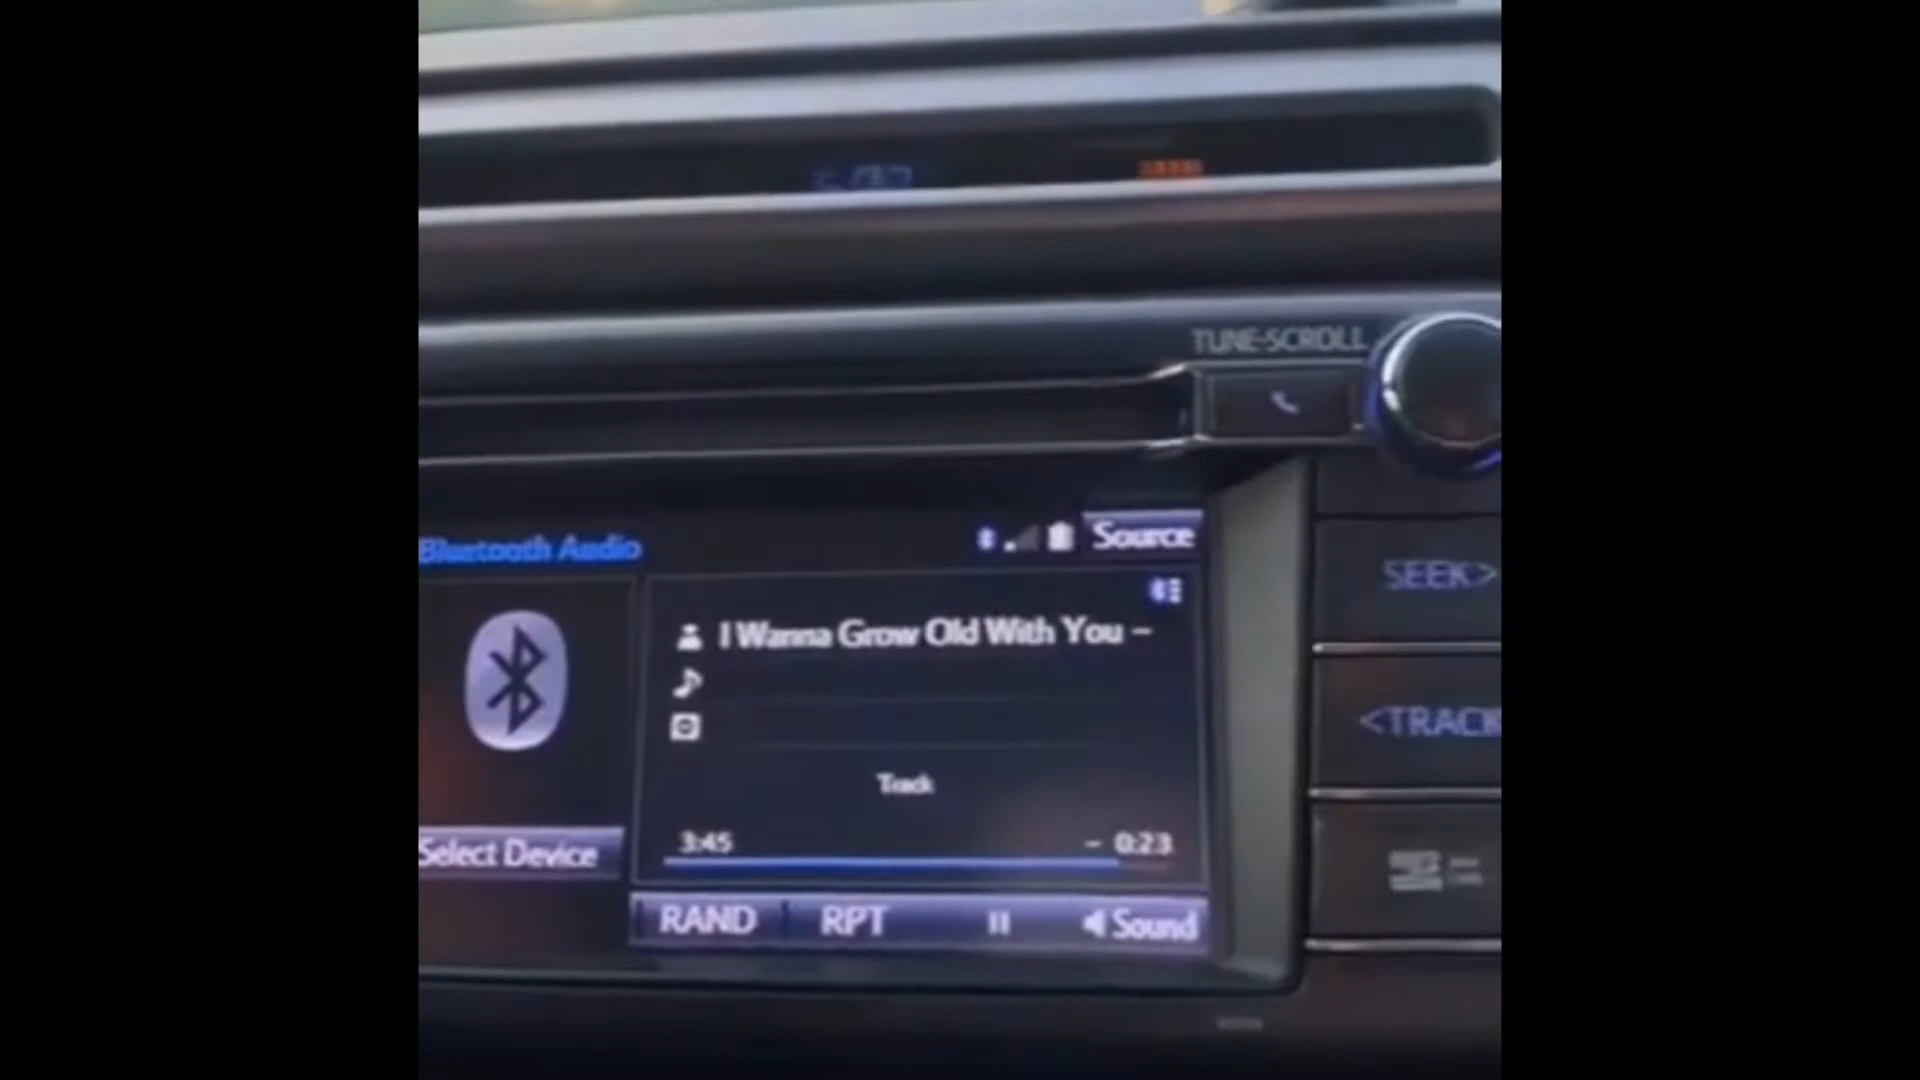 TUNE·SCROLL
Bluetooth Audio
Source
I Wanna Grow Old With You –
SEEK>
<TRACK
Track
3:45
- 0:23
Select Device
RAND
RPT
Sound